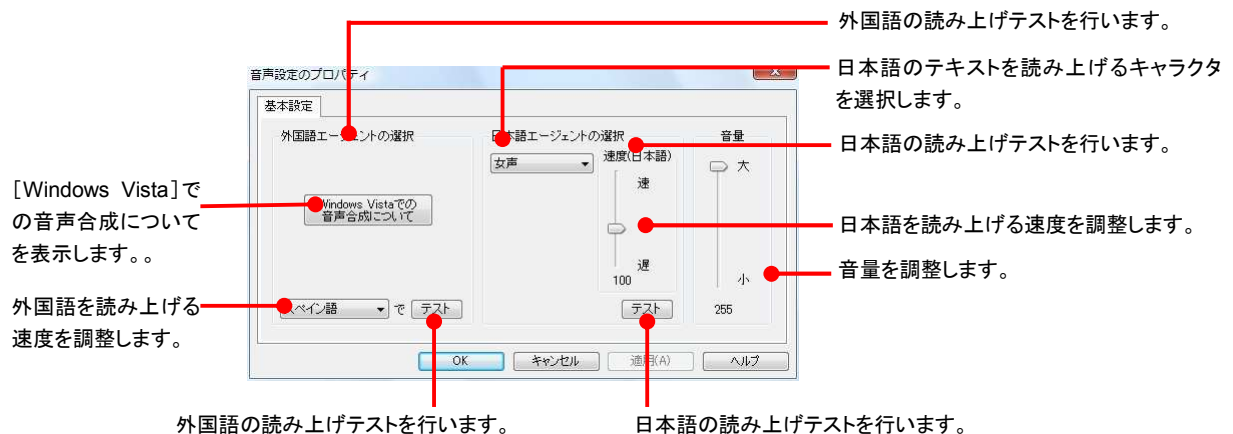 外国語の読み上げテストを行います。
日本語のテキストを読み上げるキャラクタ
を選択します。
日本語の読み上げテストを行います。
日本語を読み上げる速度を調整します。
音量を調整します。
[Windows Vista]で
の音声合成について
を表示します。。
外国語を読み上げる
速度を調整します。
音声設定のプロパティ
基本設定
外国語エージェントの選択
Windows Vistaでの
音声合成について
スペイン語
で
テスト
日本語エージェントの選択
女声
速度(日本語)
速
遅
100
テスト
音量
大
小
255
OK
キャンセル
適用(A)
ヘルプ
外国語の読み上げテストを行います。
日本語の読み上げテストを行います。